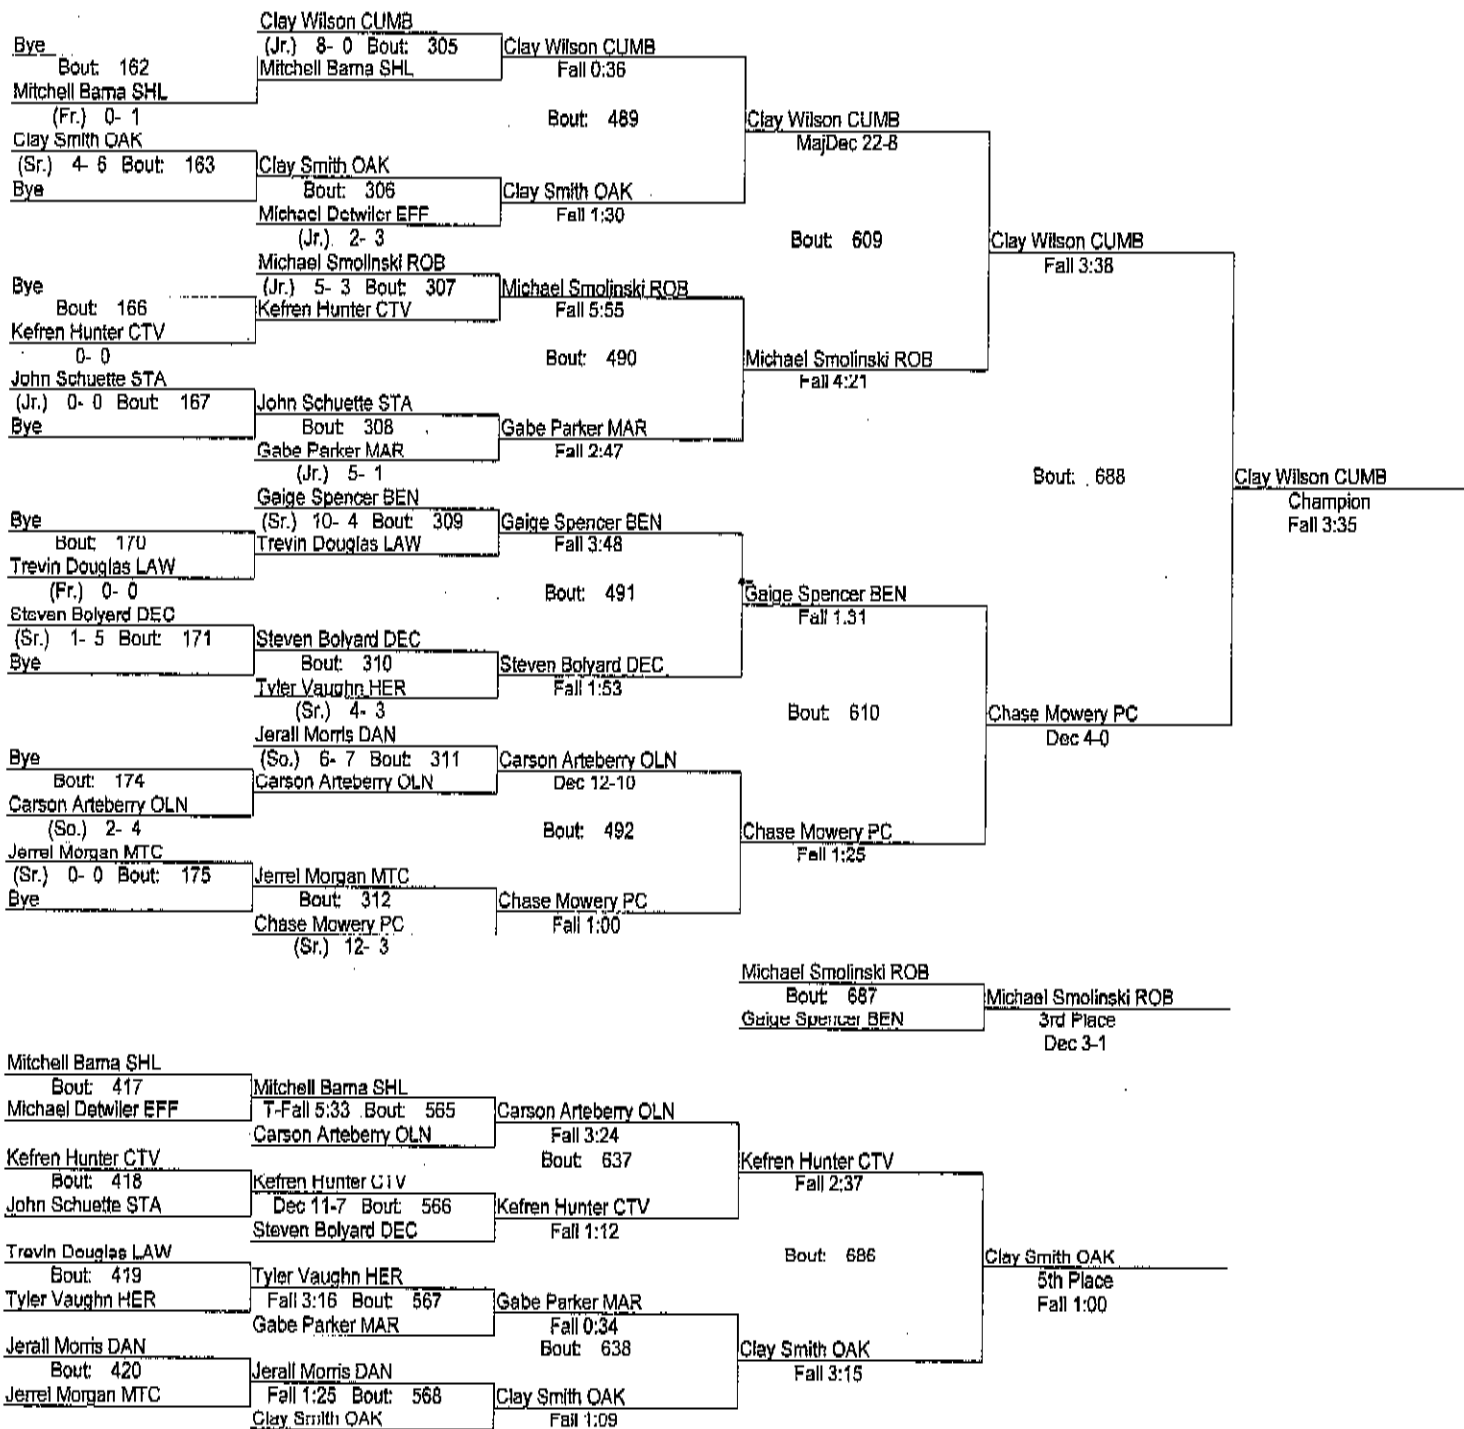 Clay Wilson CUMB
Bye
(Jr.) 8- 0 Bout: 305
Clay Wilson CUMB
Bout: 162
Mitchell Barna SHL
Fall 0:36
Mitchell Barna SHL
(Fr.) 0- 1
Bout: 489
Clay Wilson CUMB
MajDec 22-8
Clay Smith OAK
(Sr.) 4- 6 Bout: 163
Clay Smith OAK
Bye
Bout: 306
Clay Smith OAK
Michael Detwiler EFF
Fall 1:30
(Jr.) 2- 3
Bout: 609
Clay Wilson CUMB
Fall 3:38
Michael Smolinski ROB
Bye
(Jr.) 5- 3 Bout: 307
Michael Smolinski ROB
Bout: 166
Kefren Hunter CTV
Fall 5:55
Kefren Hunter CTV
0- 0
Bout: 490
Michael Smolinski ROB
Fall 4:21
John Schuette STA
(Jr.) 0- 0 Bout: 167
John Schuette STA
Bye
Bout: 308
Gabe Parker MAR
Gabe Parker MAR
Fall 2:47
(Jr.) 5- 1
Bout: 688
Clay Wilson CUMB
Champion
Fall 3:35
Gaige Spencer BEN
Bye
(Sr.) 10- 4 Bout: 309
Gaige Spencer BEN
Bout: 170
Trevin Douglas LAW
Fall 3:48
Trevin Douglas LAW
(Fr.) 0- 0
Bout: 491
Gaige Spencer BEN
Fall 1:31
Steven Bolyard DEC
(Sr.) 1- 5 Bout: 171
Steven Bolyard DEC
Bye
Bout: 310
Steven Bolyard DEC
Tyler Vaughn HER
Fall 1:53
(Sr.) 4- 3
Bout: 610
Chase Mowery PC
Dec 4-0
Jerall Morris DAN
Bye
(So.) 6- 7 Bout: 311
Carson Arteberry OLN
Bout: 174
Carson Arteberry OLN
Dec 12-10
Carson Arteberry OLN
(So.) 2- 4
Bout: 492
Chase Mowery PC
Fall 1:25
Jerrel Morgan MTC
(Sr.) 0- 0 Bout: 175
Jerrel Morgan MTC
Bye
Bout: 312
Chase Mowery PC
Chase Mowery PC
Fall 1:00
(Sr.) 12- 3
Michael Smolinski ROB
Bout: 687
Michael Smolinski ROB
Gaige Spencer BEN
3rd Place
Dec 3-1
Mitchell Barna SHL
Bout: 417
Mitchell Barna SHL
Michael Detwiler EFF
T-Fall 5:33 Bout: 565
Carson Arteberry OLN
Carson Arteberry OLN
Fall 3:24
Bout: 637
Kefren Hunter CTV
Fall 2:37
Kefren Hunter CTV
Bout: 418
Kefren Hunter CTV
John Schuette STA
Dec 11-7 Bout: 566
Kefren Hunter CTV
Steven Bolyard DEC
Fall 1:12
Bout: 686
Clay Smith OAK
5th Place
Fall 1:00
Trevin Douglas LAW
Bout: 419
Tyler Vaughn HER
Tyler Vaughn HER
Fall 3:16 Bout: 567
Gabe Parker MAR
Gabe Parker MAR
Fall 0:34
Bout: 638
Clay Smith OAK
Fall 3:15
Jerall Morris DAN
Bout: 420
Jerall Morris DAN
Jerrel Morgan MTC
Fall 1:25 Bout: 568
Clay Smith OAK
Clay Smith OAK
Fall 1:09